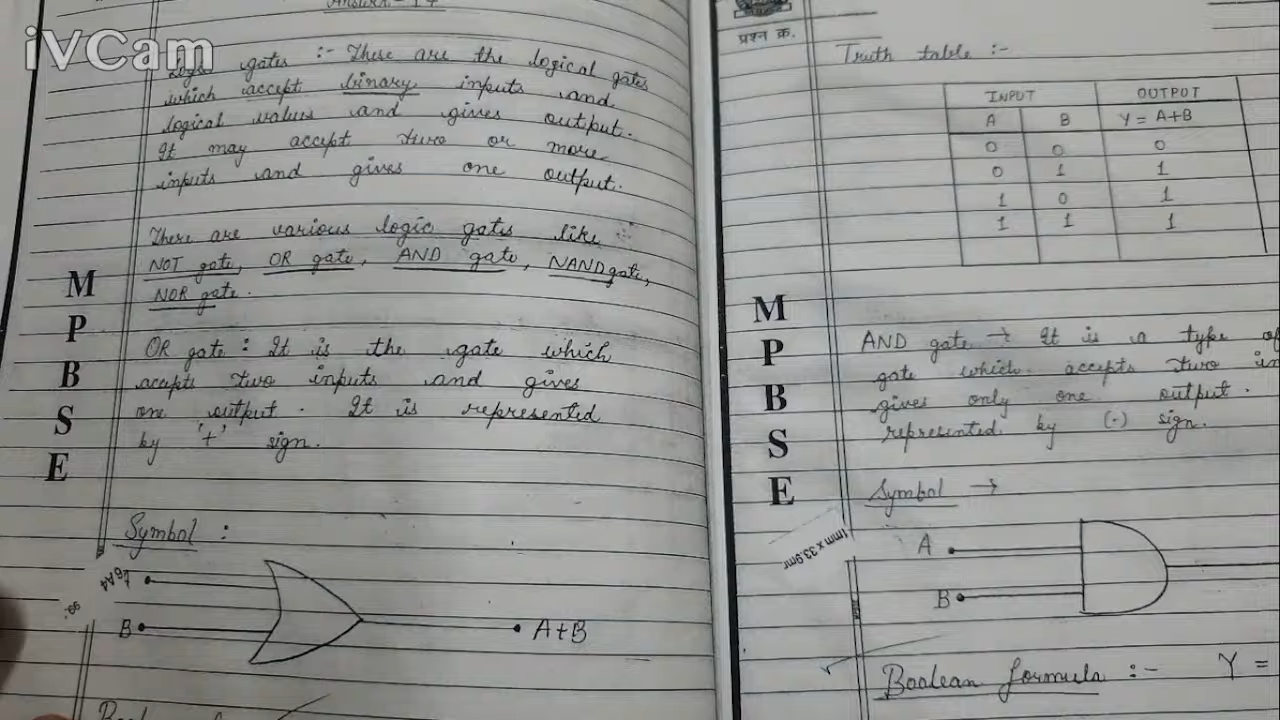 iVCam
Answer - 14
Logic gates :- These are the logical gates
which accept binary inputs and
logical values and gives output.
It may accept two or more
inputs and gives one output.
There are various logic gates like
NOT gate, OR gate, AND gate, NAND gate,
NOR gate.
M
P
B
S
E
OR gate : It is the gate which
accepts two inputs and gives
one output. It is represented
by '+' sign.
Symbol :
B
A+B
प्रश्न क्र.
Truth table :-
INPUT OUTPUT
A B Y = A+B
0 0 0
0 1 1
1 0 1
1 1 1
M
P
B
S
E
AND gate → It is a type of
gate which accepts two in
gives only one output.
represented by (·) sign.
Symbol →
A
B
Boolean formula :- Y =